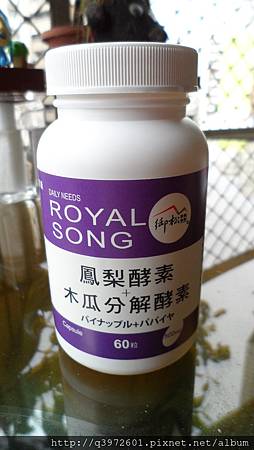 DAILY NEEDS
ROYAL
SONG
御松田
鳳梨酵素
+
木瓜分解酵素
パイナップル+パパイヤ
60粒
Capsule
http://q3972601.pixnet.net/album